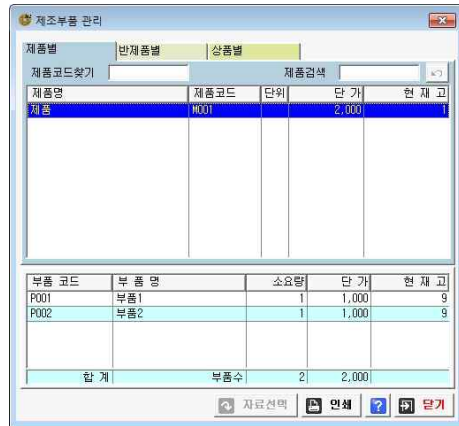 제조부품 관리
제품별 반제품별 상품별
제품코드찾기 제품검색
제품명 제품코드 단위 단 가 현 재 고
제품 M001 2,000 1
부품 코드 부 품 명 소요량 단 가 현 재 고
P001 부품1 1 1,000 9
P002 부품2 1 1,000 9
합 계 부품수 2 2,000
자료선택 인쇄 ? 닫기